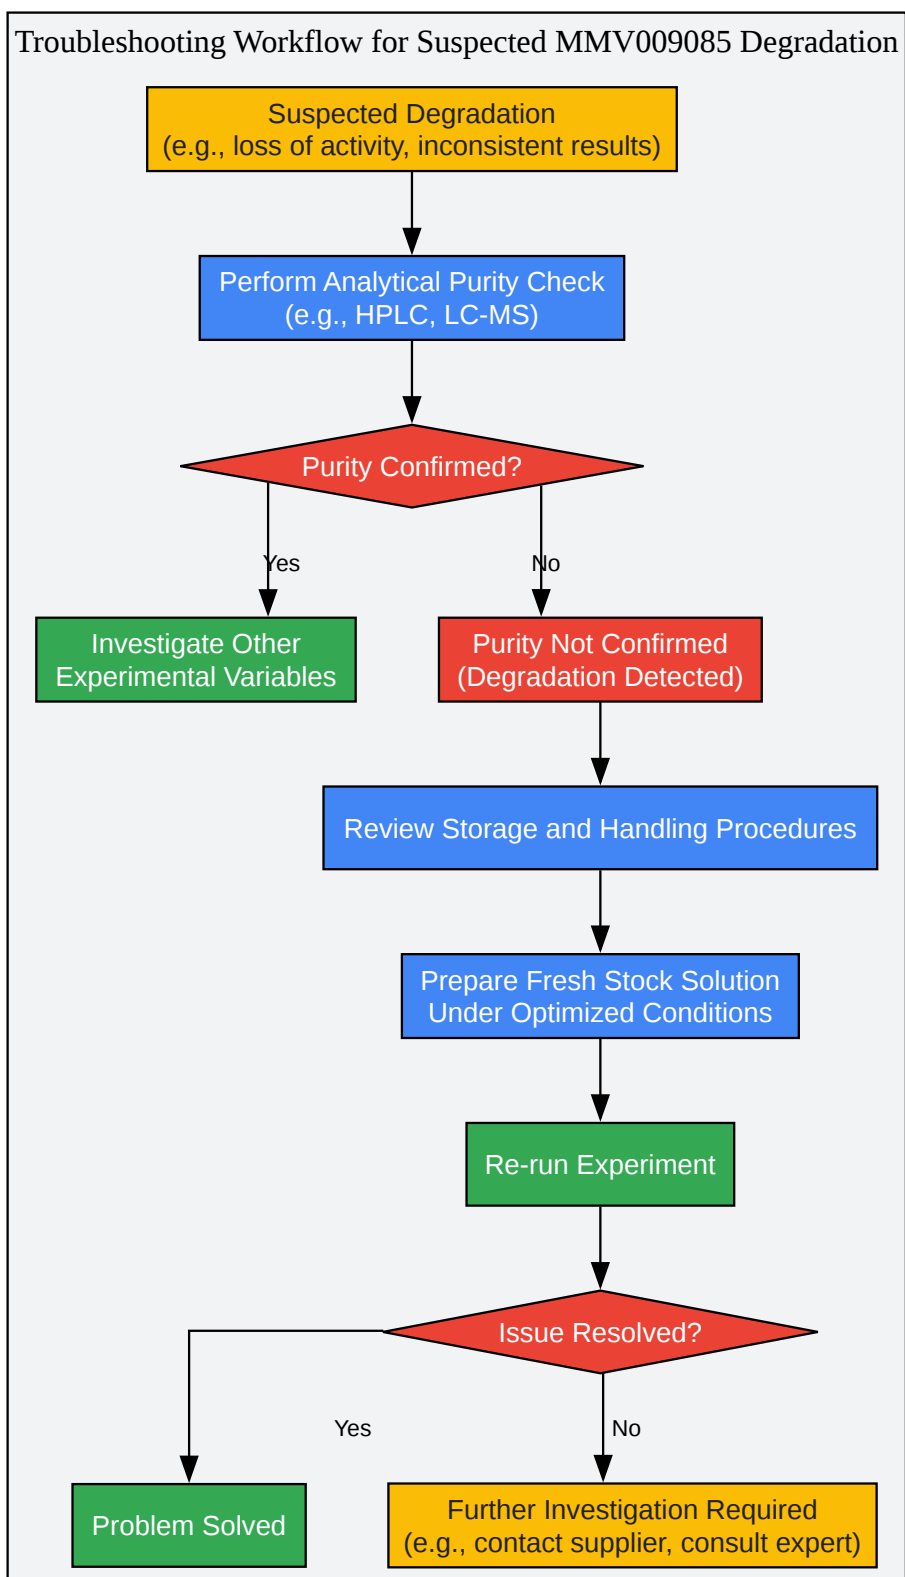 Troubleshooting Workflow for Suspected MMV009085 Degradation
Suspected Degradation
(e.g., loss of activity, inconsistent results)
Perform Analytical Purity Check
(e.g., HPLC, LC-MS)
Purity Confirmed?
Yes
No
Investigate Other
Experimental Variables
Purity Not Confirmed
(Degradation Detected)
Review Storage and Handling Procedures
Prepare Fresh Stock Solution
Under Optimized Conditions
Re-run Experiment
Issue Resolved?
Yes
No
Problem Solved
Further Investigation Required
(e.g., contact supplier, consult expert)